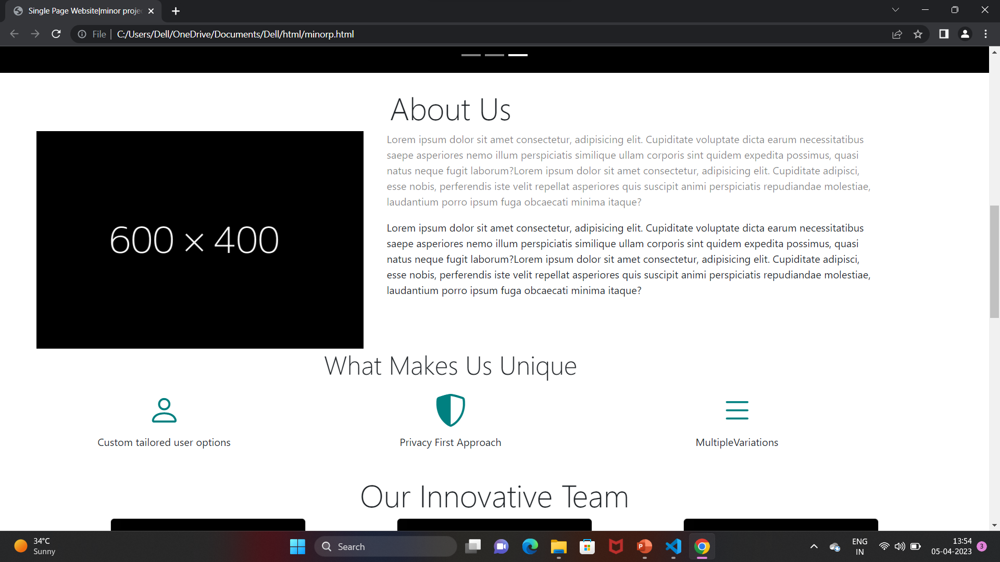 Single Page Website|minor projec
File
C:/Users/Dell/OneDrive/Documents/Dell/html/minorp.html
About Us
Lorem ipsum dolor sit amet consectetur, adipisicing elit. Cupiditate voluptate dicta earum necessitatibus
saepe asperiores nemo illum perspiciatis similique ullam corporis sint quidem expedita possimus, quasi
natus neque fugit laborum?Lorem ipsum dolor sit amet consectetur, adipisicing elit. Cupiditate adipisci,
esse nobis, perferendis iste velit repellat asperiores quis suscipit animi perspiciatis repudiandae molestiae,
laudantium porro ipsum fuga obcaecati minima itaque?
600 × 400
Lorem ipsum dolor sit amet consectetur, adipisicing elit. Cupiditate voluptate dicta earum necessitatibus
saepe asperiores nemo illum perspiciatis similique ullam corporis sint quidem expedita possimus, quasi
natus neque fugit laborum?Lorem ipsum dolor sit amet consectetur, adipisicing elit. Cupiditate adipisci,
esse nobis, perferendis iste velit repellat asperiores quis suscipit animi perspiciatis repudiandae molestiae,
laudantium porro ipsum fuga obcaecati minima itaque?
What Makes Us Unique
Custom tailored user options
Privacy First Approach
MultipleVariations
Our Innovative Team
34°C
Sunny
Search
P
ENG
IN
13:54
05-04-2023
3